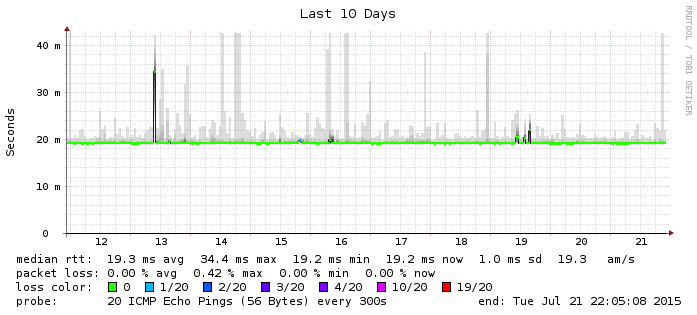 Last 10 Days
RRDTOOL / TOBI OETIKER
Seconds
40 m
30 m
20 m
10 m
0
12 13 14 15 16 17 18 19 20 21
median rtt: 19.3 ms avg 34.4 ms max 19.2 ms min 19.2 ms now 1.0 ms sd 19.3 am/s
packet loss: 0.00 % avg 0.42 % max 0.00 % min 0.00 % now
loss color: 0 1/20 2/20 3/20 4/20 10/20 19/20
probe: 20 ICMP Echo Pings (56 Bytes) every 300s end: Tue Jul 21 22:05:08 2015